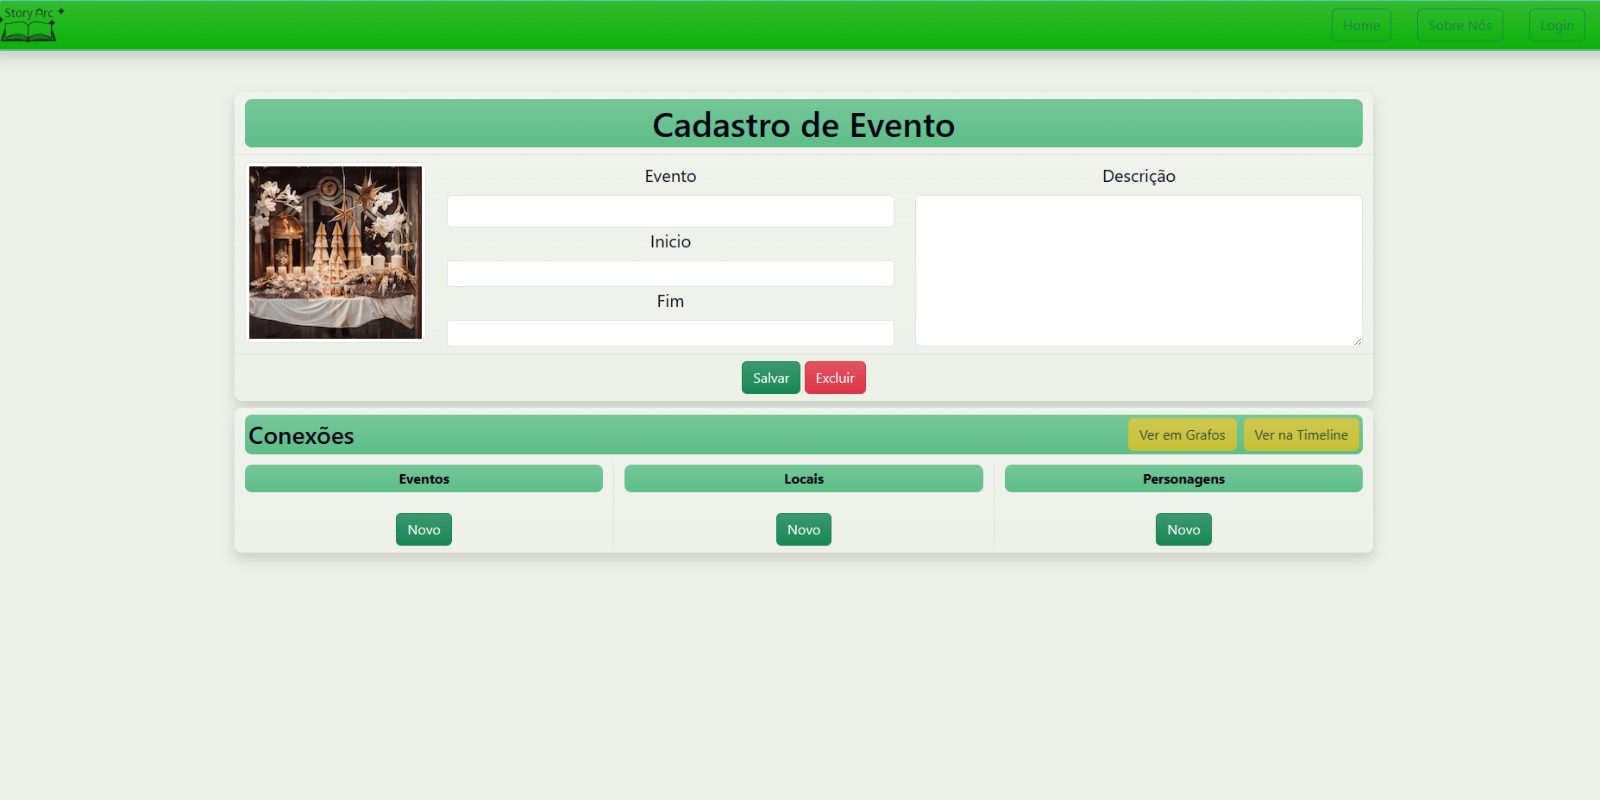 Story Arc
Home
Sobre Nós
Login
Cadastro de Evento
Evento
Inicio
Fim
Descrição
Salvar
Excluir
Conexões
Ver em Grafos
Ver na Timeline
Eventos
Locais
Personagens
Novo
Novo
Novo